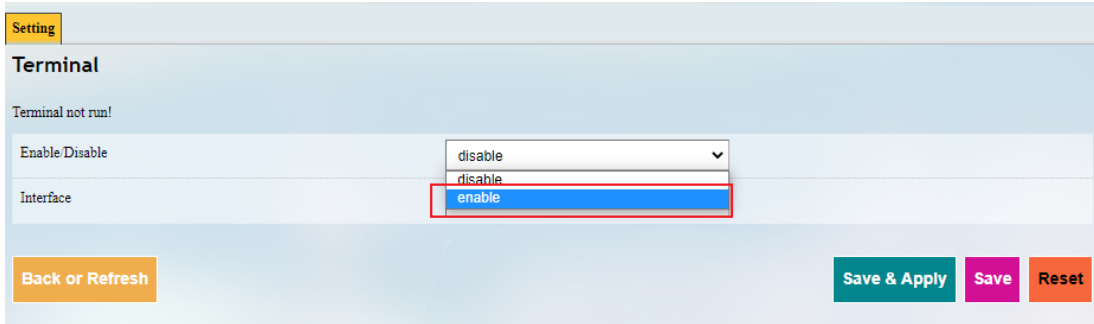 Setting
Terminal
Terminal not run!
Enable/Disable
disable
disable
enable
Interface
Back or Refresh
Save & Apply
Save
Reset